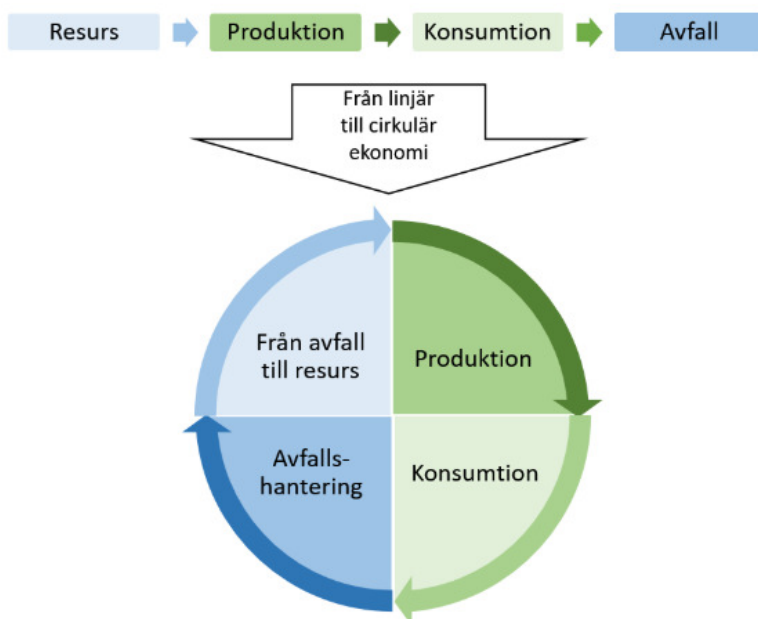 Resurs Produktion Konsumtion Avfall
Från linjär
till cirkulär
ekonomi
Från avfall
till resurs
Produktion
Avfalls-
hantering
Konsumtion